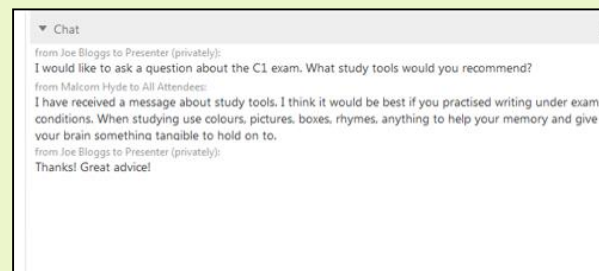 Chat
from Joe Bloggs to Presenter (privately):
I would like to ask a question about the C1 exam. What study tools would you recommend?
from Malcom Hyde to All Attendees:
I have received a message about study tools. I think it would be best if you practised writing under exam
conditions. When studying use colours, pictures, boxes, rhymes, anything to help your memory and give
your brain something tangible to hold on to.
from Joe Bloggs to Presenter (privately):
Thanks! Great advice!